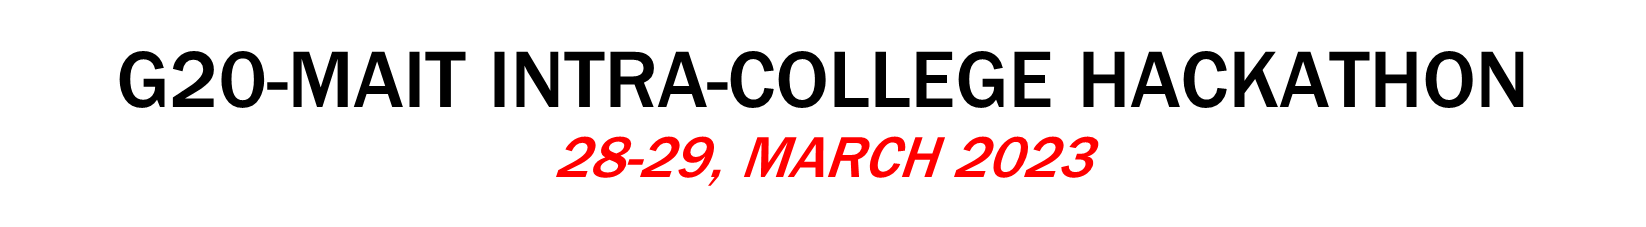 G20-MAIT INTRA-COLLEGE HACKATHON
28-29, MARCH 2023